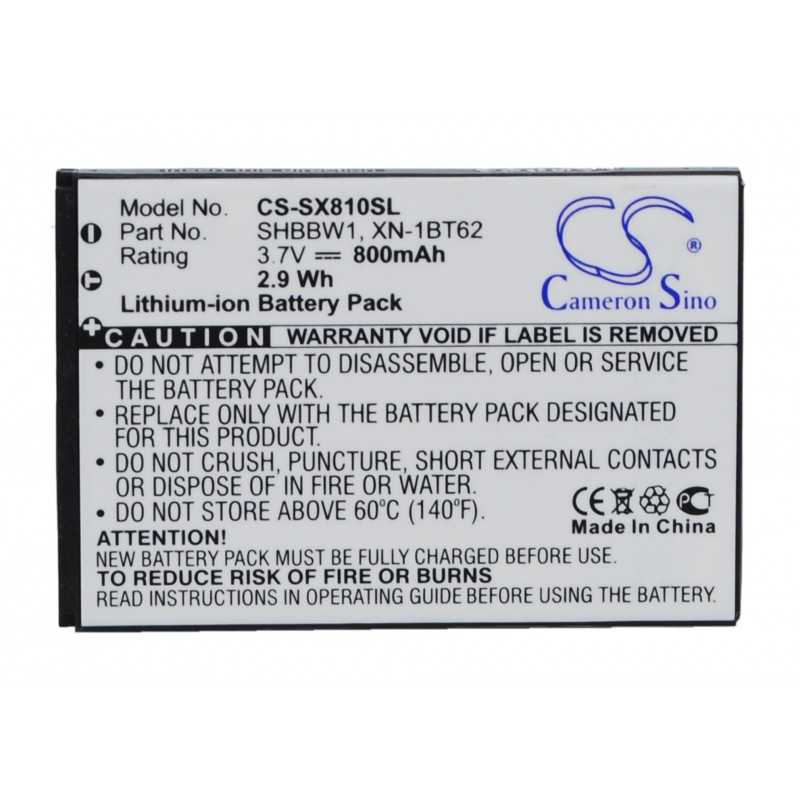 Model No. CS-SX810SL
Part No. SHBBW1, XN-1BT62
Rating 3.7V 800mAh
2.9 Wh
Lithium-ion Battery Pack
CS
®
Cameron Sino
CAUTION WARRANTY VOID IF LABEL IS REMOVED
• DO NOT ATTEMPT TO DISASSEMBLE, OPEN OR SERVICE
THE BATTERY PACK.
• REPLACE ONLY WITH THE BATTERY PACK DESIGNATED
FOR THIS PRODUCT.
• DO NOT CRUSH, PUNCTURE, SHORT EXTERNAL CONTACTS
OR DISPOSE OF IN FIRE OR WATER.
• DO NOT STORE ABOVE 60°C (140°F).
CE
Made In China
ATTENTION!
NEW BATTERY PACK MUST BE FULLY CHARGED BEFORE USE.
TO REDUCE RISK OF FIRE OR BURTS
READ INSTRUCTIONS IN OPERATING GUIDE BEFORE USING THE BATTERY.